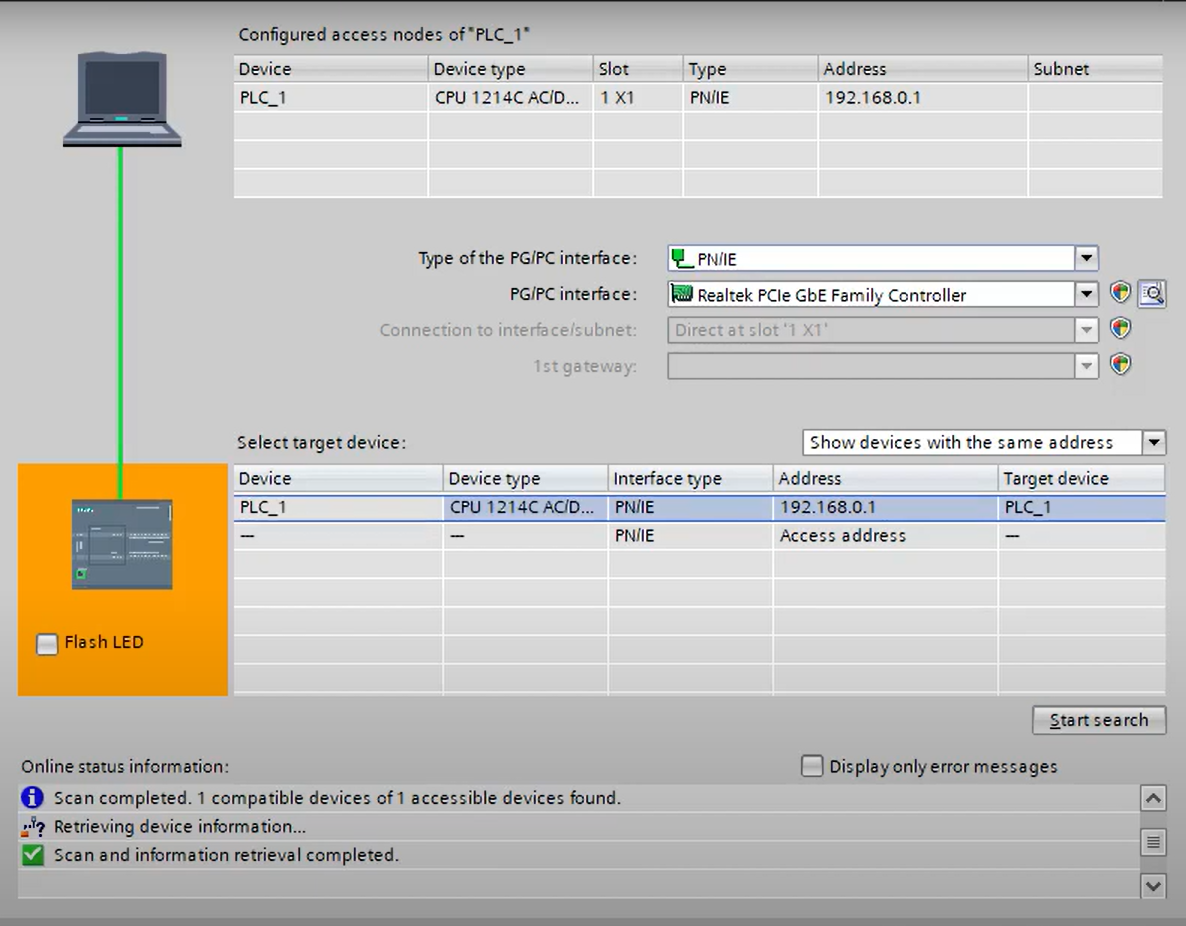 Configured access nodes of "PLC_1"
Device Device type Slot Type Address Subnet
PLC_1 CPU 1214C AC/D... 1 X1 PN/IE 192.168.0.1
Type of the PG/PC interface: PN/IE
PG/PC interface: Realtek PCIe GbE Family Controller
Connection to interface/subnet: Direct at slot '1 X1'
1st gateway:
Select target device: Show devices with the same address
Device Device type Interface type Address Target device
PLC_1 CPU 1214C AC/D... PN/IE 192.168.0.1 PLC_1
— — PN/IE Access address —
Flash LED
Start search
Online status information: Display only error messages
Scan completed. 1 compatible devices of 1 accessible devices found.
Retrieving device information...
Scan and information retrieval completed.